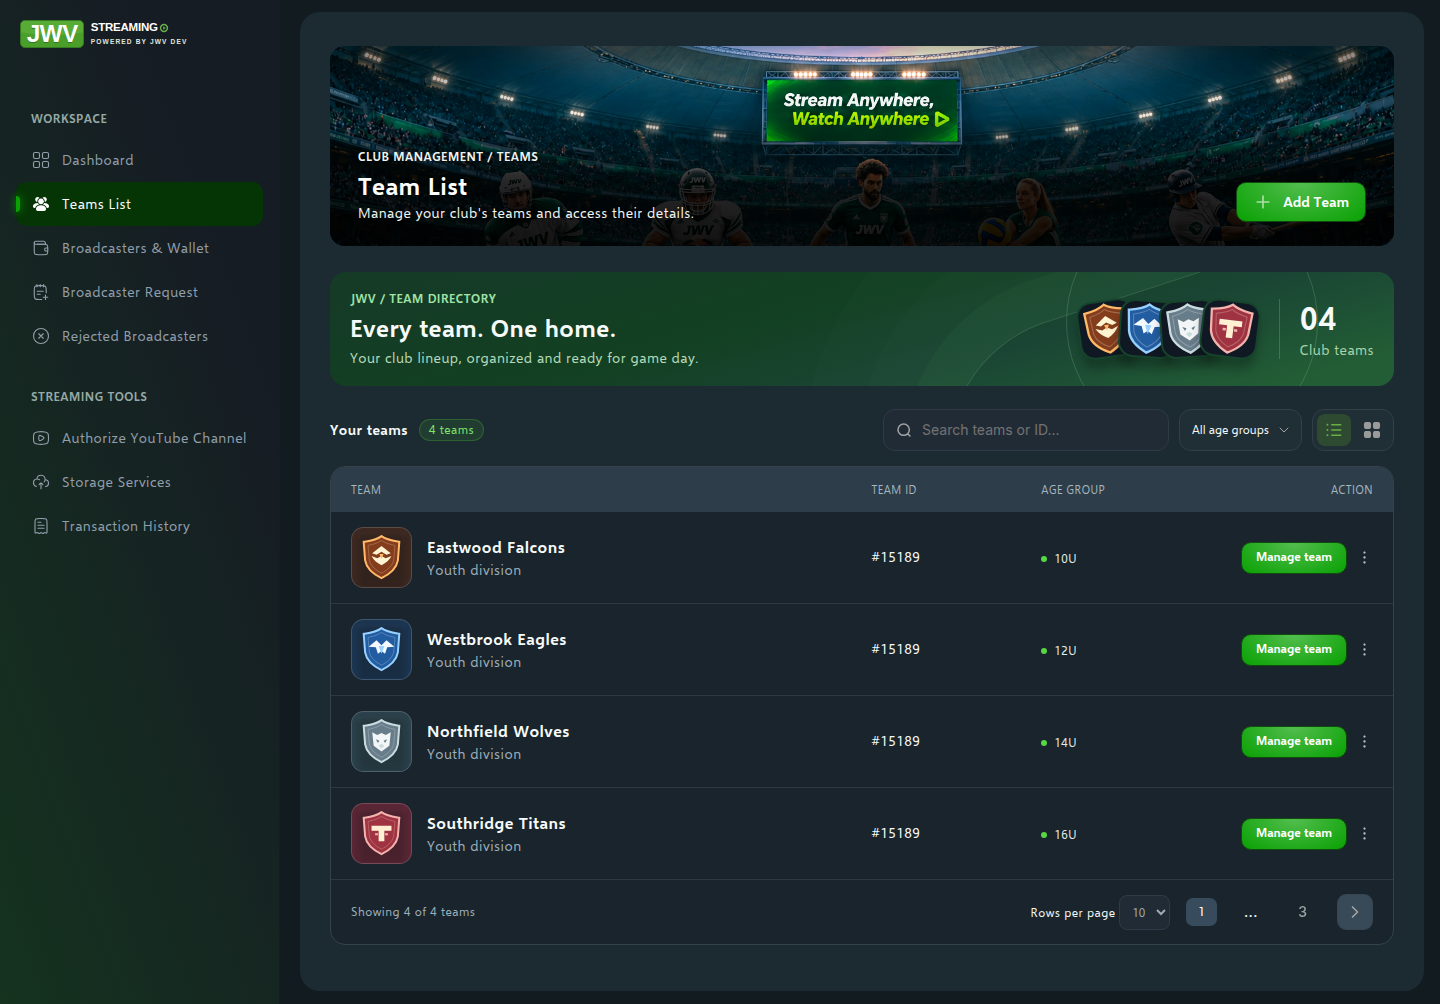 JWV STREAMING
POWERED BY JWV DEV
WORKSPACE
Dashboard
Teams List
Broadcasters & Wallet
Broadcaster Request
Rejected Broadcasters
STREAMING TOOLS
Authorize YouTube Channel
Storage Services
Transaction History
Stream Anywhere,
Watch Anywhere
CLUB MANAGEMENT / TEAMS
Team List
Manage your club's teams and access their details.
JWV
JWV
JWV
JWV
Add Team
JWV / TEAM DIRECTORY
Every team. One home.
Your club lineup, organized and ready for game day.
T
04
Club teams
Your teams
4 teams
Search teams or ID...
All age groups
TEAM TEAM ID AGE GROUP ACTION
Eastwood Falcons
Youth division
#15189
10U
Manage team
Westbrook Eagles
Youth division
#15189
12U
Manage team
Northfield Wolves
Youth division
#15189
14U
Manage team
T
Southridge Titans
Youth division
#15189
16U
Manage team
Showing 4 of 4 teams
Rows per page 10 1 ... 3